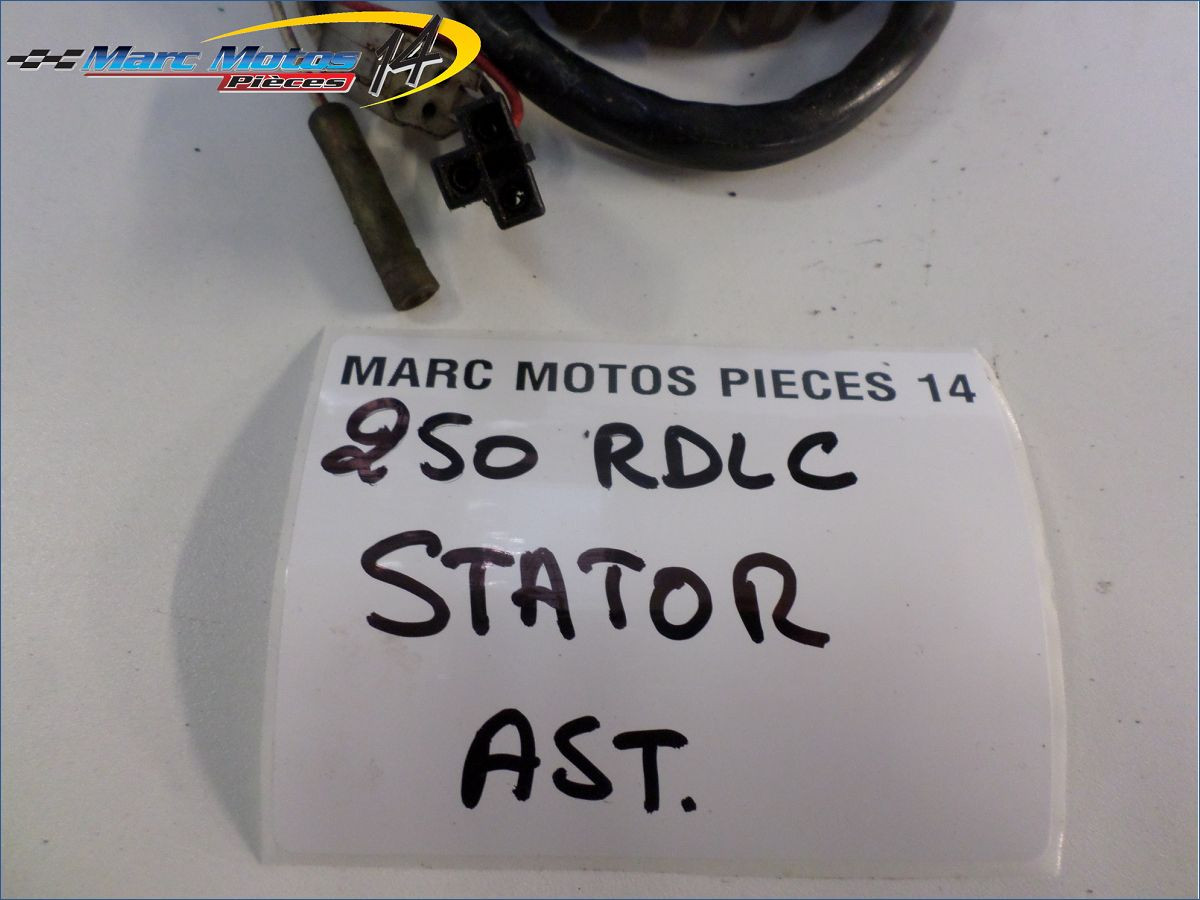 Marc Motos 14
Pièces
MARC MOTOS PIECES 14
250 RDLC
STATOR
AST.